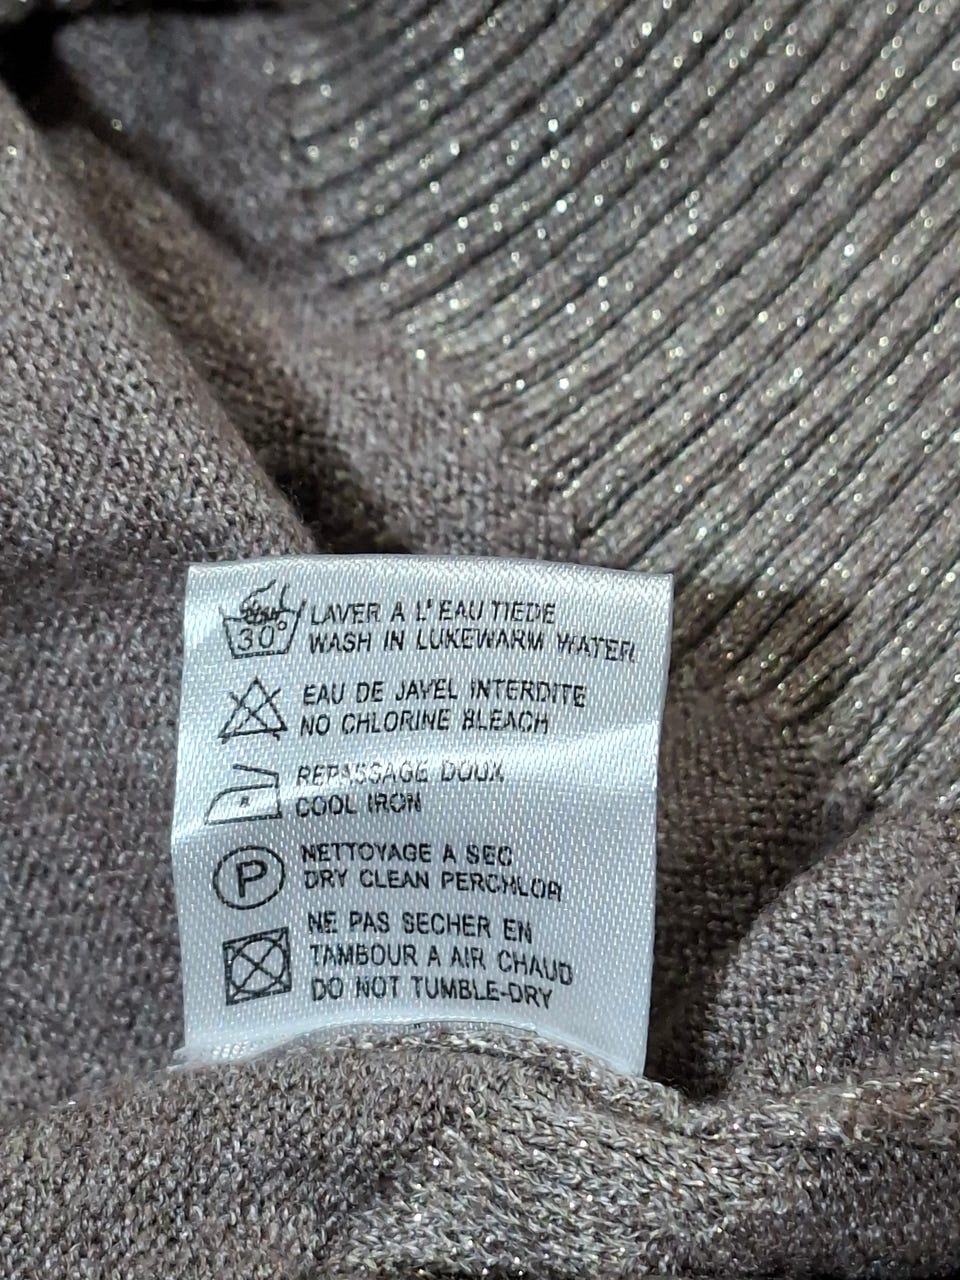 30°
LAVER A L'EAU TIEDE
WASH IN LUKEWARM WATER
EAU DE JAVEL INTERDITE
NO CHLORINE BLEACH
REPASSAGE DOUX
COOL IRON
P
NETTOYAGE A SEC
DRY CLEAN PERCHLOR
NE PAS SECHER EN
TAMBOUR A AIR CHAUD
DO NOT TUMBLE-DRY